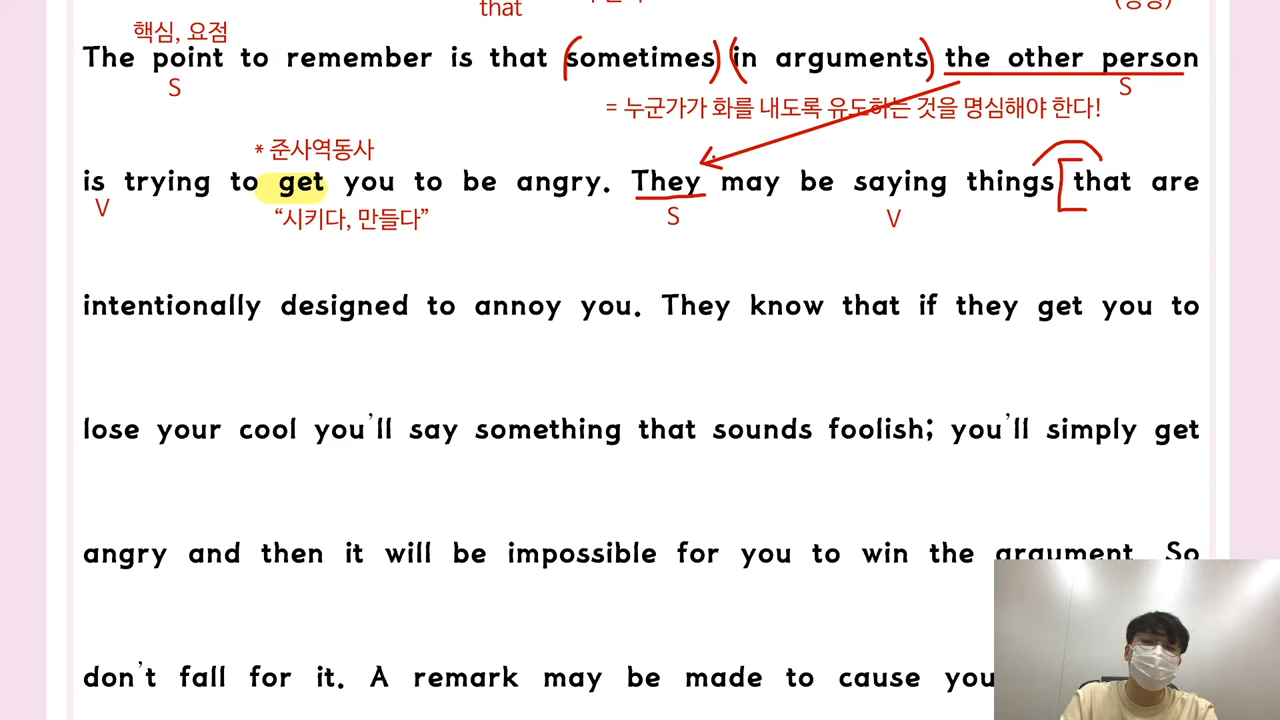 that
핵심, 요점
The point to remember is that (sometimes) (in arguments) the other person
S
S
= 누군가가 화를 내도록 유도하는 것을 명심해야 한다!
* 준사역동사
is trying to get you to be angry. They may be saying things [that are
V
“시키다, 만들다”
S
V
intentionally designed to annoy you. They know that if they get you to
lose your cool you'll say something that sounds foolish; you'll simply get
angry and then it will be impossible for you to win the argument. So
don't fall for it. A remark may be made to cause you